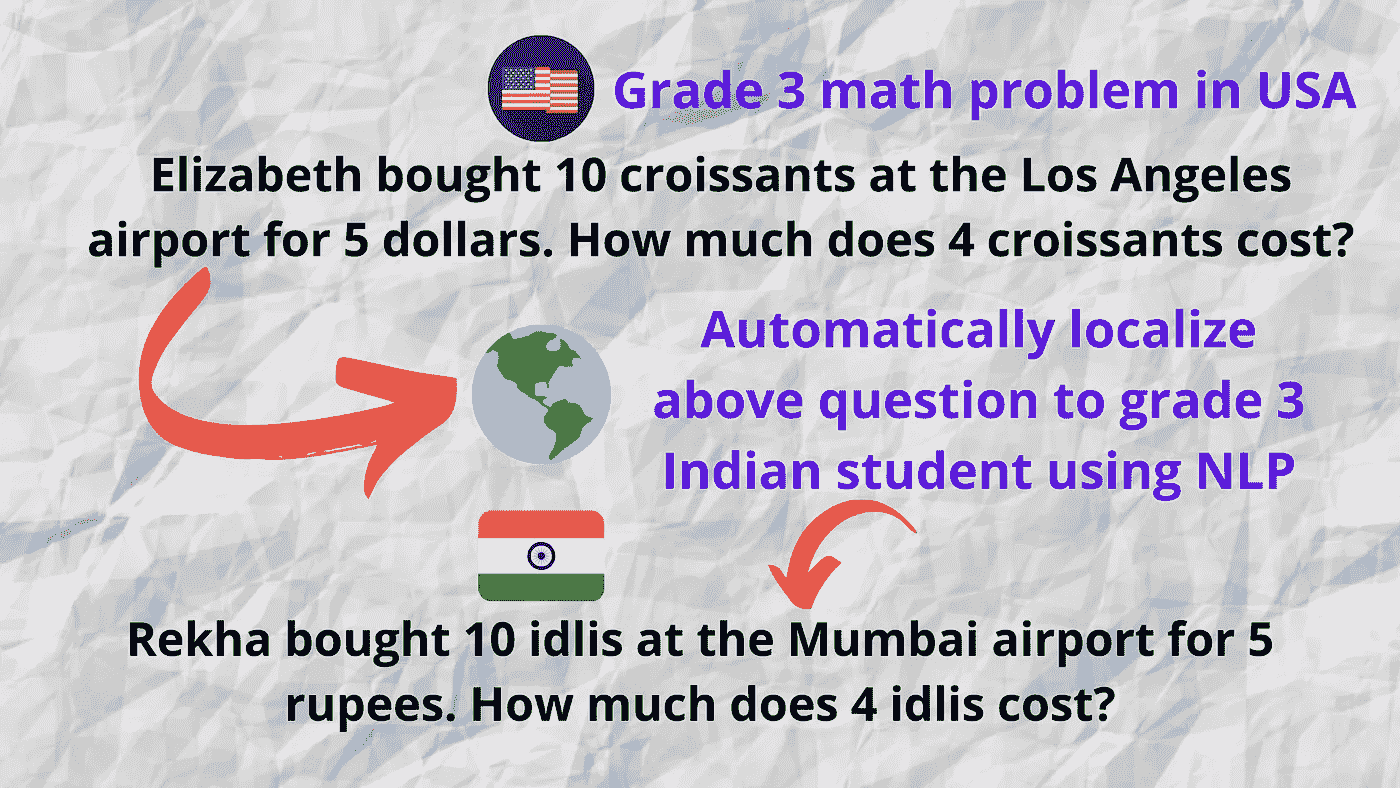 Grade 3 math problem in USA
Elizabeth bought 10 croissants at the Los Angeles
airport for 5 dollars. How much does 4 croissants cost?
Automatically localize
above question to grade 3
Indian student using NLP
Rekha bought 10 idlis at the Mumbai airport for 5
rupees. How much does 4 idlis cost?